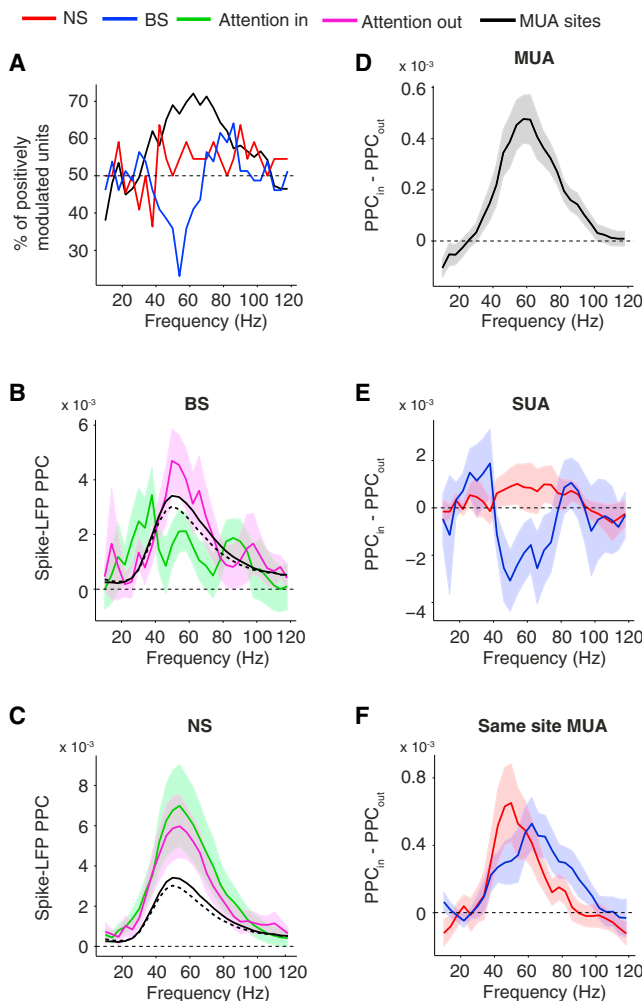 NS BS Attention in Attention out MUA sites
A
% of positively
modulated units
70
60
50
40
30
20 40 60 80 100 120
Frequency (Hz)
D
MUA
x 10⁻³
PPCin - PPCout
0.6
0.4
0.2
0
20 40 60 80 100 120
Frequency (Hz)
B
BS
x 10⁻³
Spike-LFP PPC
6
4
2
0
20 40 60 80 100 120
Frequency (Hz)
E
SUA
x 10⁻³
PPCin - PPCout
2
0
−2
−4
20 40 60 80 100 120
Frequency (Hz)
C
NS
x 10⁻³
Spike-LFP PPC
8
6
4
2
0
20 40 60 80 100 120
Frequency (Hz)
F
Same site MUA
x 10⁻³
PPCin - PPCout
0.8
0.4
0
20 40 60 80 100 120
Frequency (Hz)